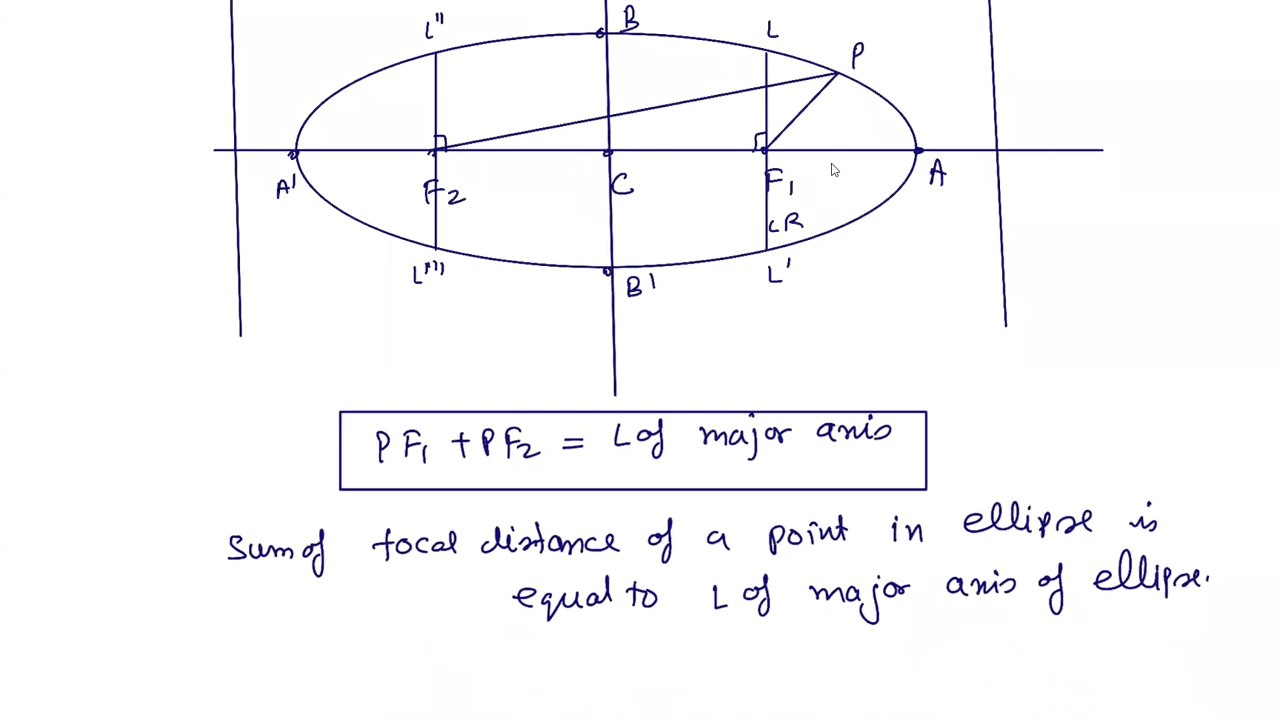 L" B L P
A' F2 C F1 A
LR
L"' B' L'
PF1 + PF2 = L of major axis
Sum of focal distance of a point in ellipse is
equal to L of major axis of ellipse.